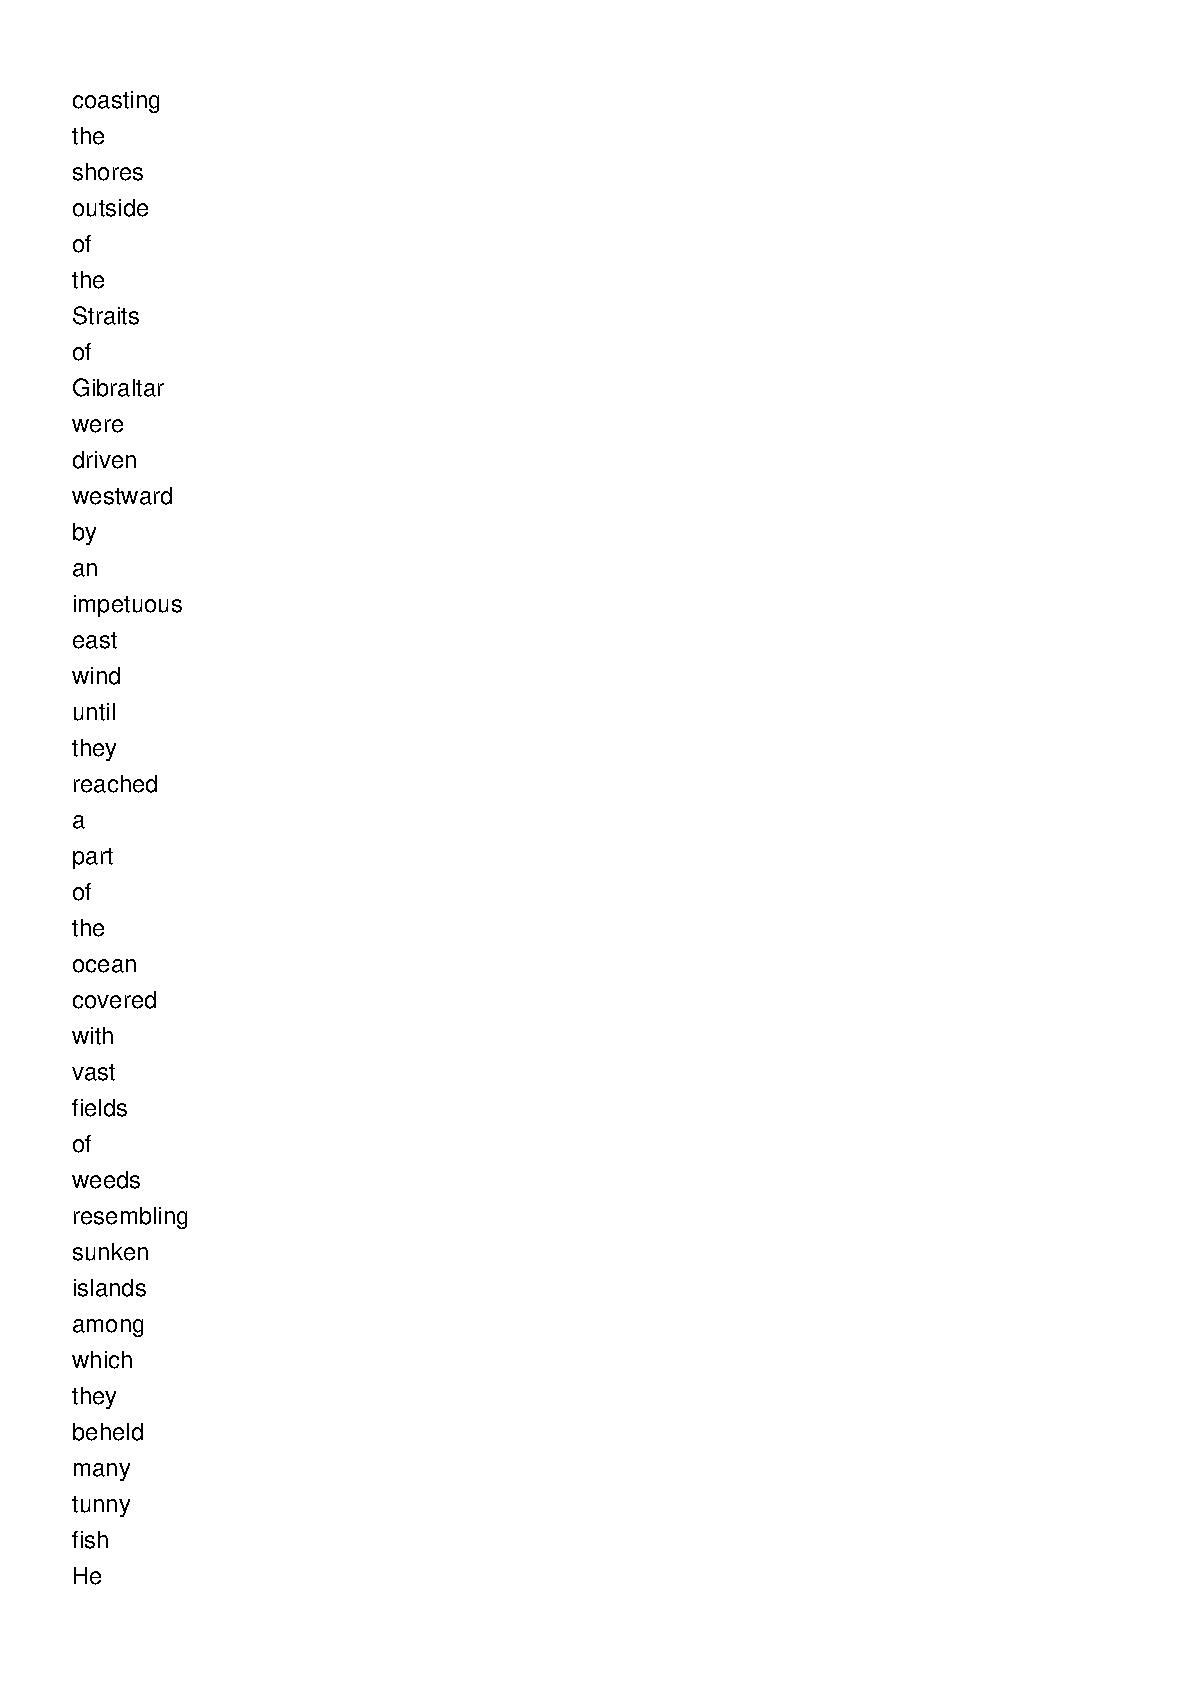 coasting
the
shores
outside
of
the
Straits
of
Gibraltar
were
driven
westward
by
an
impetuous
east
wind
until
they
reached
a
part
of
the
ocean
covered
with
vast
fields
of
weeds
resembling
sunken
islands
among
which
they
beheld
many
tunny
fish
He